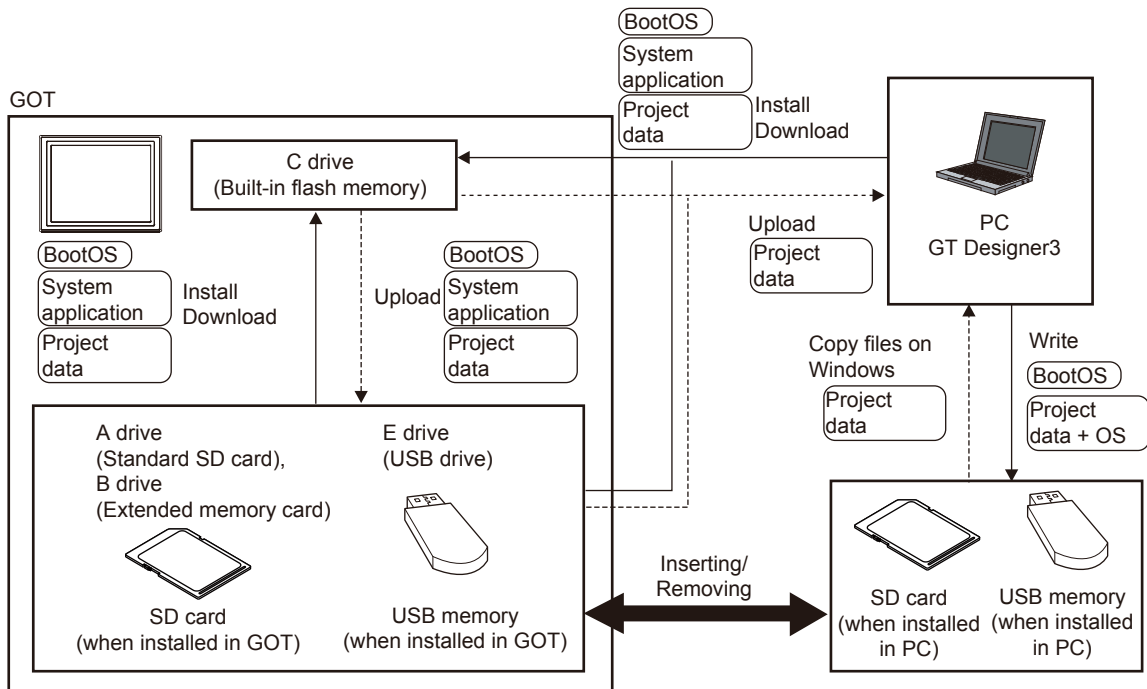 BootOS
System
application
Project
data
Install
Download
GOT
C drive
(Built-in flash memory)
PC
GT Designer3
Upload
Project
data
BootOS
System
application
Project
data
Install
Download
Upload
BootOS
System
application
Project
data
Copy files on
Windows
Project
data
Write
BootOS
Project
data + OS
A drive
(Standard SD card),
B drive
(Extended memory card)
E drive
(USB drive)
SD card
(when installed in GOT)
USB memory
(when installed in GOT)
Inserting/
Removing
SD card
(when installed
in PC)
USB memory
(when installed
in PC)